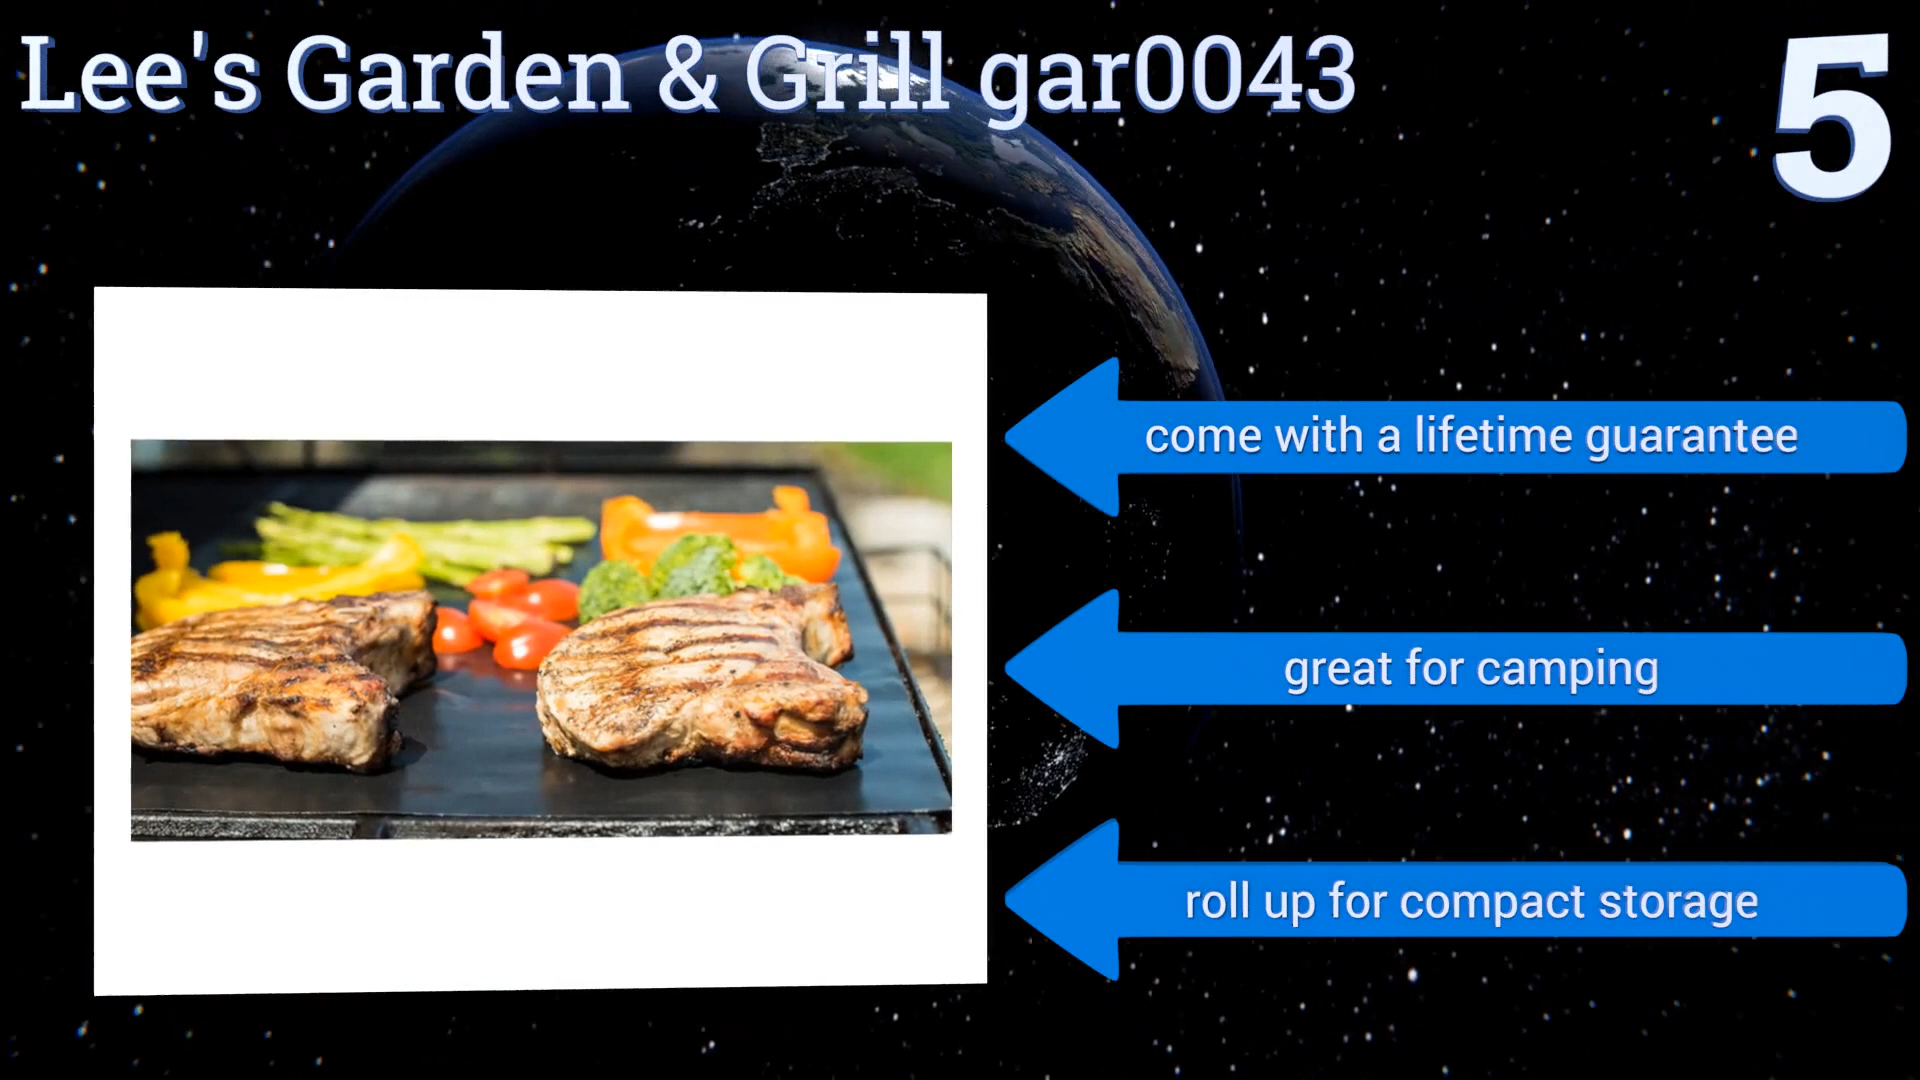 Lee's Garden & Grill gar0043
5
come with a lifetime guarantee
great for camping
roll up for compact storage